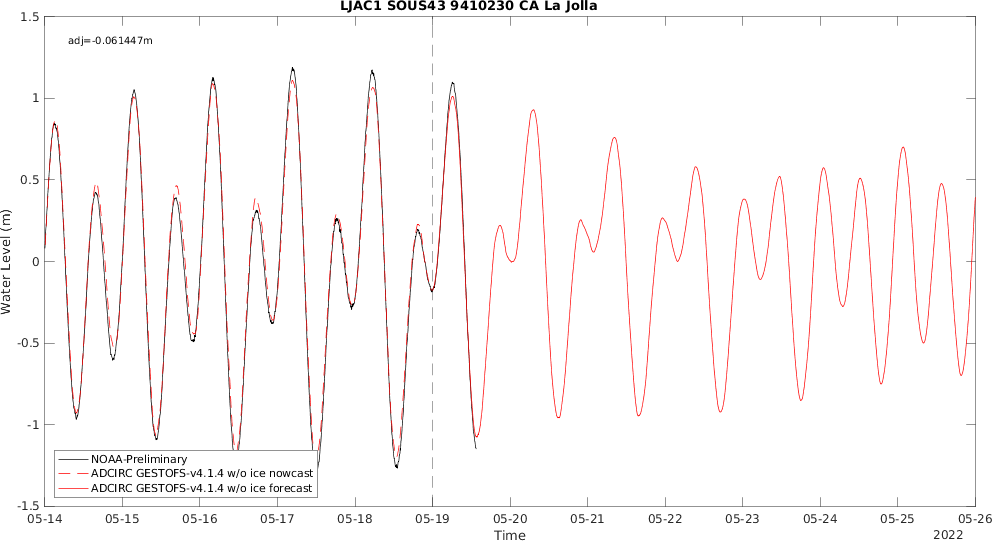 LJAC1 SOUS43 9410230 CA La Jolla
adj=-0.061447m
1.5
1
0.5
0
-0.5
-1
-1.5
Water Level (m)
NOAA-Preliminary
ADCIRC GESTOFS-v4.1.4 w/o ice nowcast
ADCIRC GESTOFS-v4.1.4 w/o ice forecast
05-14 05-15 05-16 05-17 05-18 05-19 05-20 05-21 05-22 05-23 05-24 05-25 05-26
Time
2022